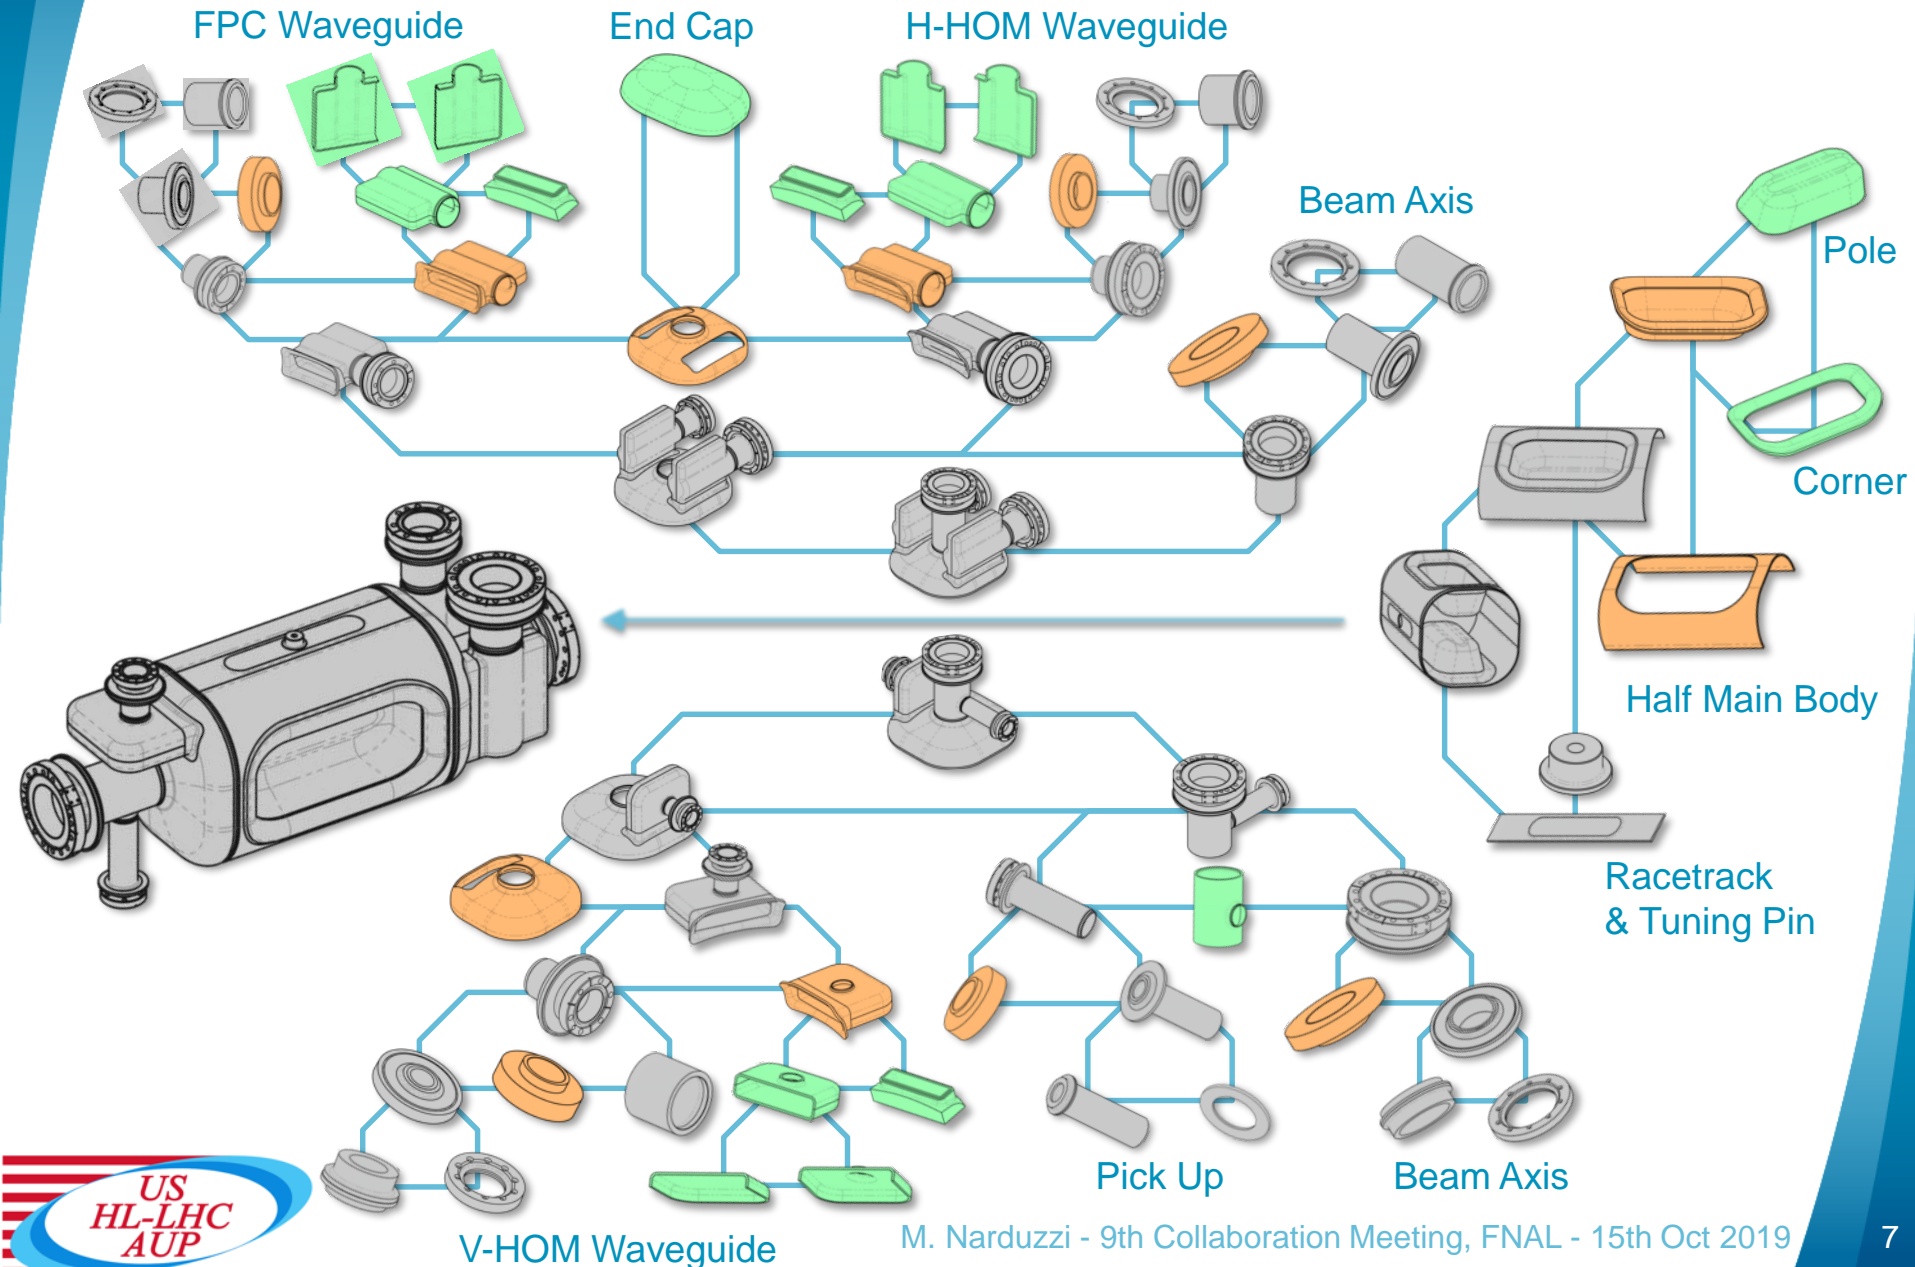 FPC Waveguide
End Cap
H-HOM Waveguide
Beam Axis
Pole
Corner
Half Main Body
Racetrack
& Tuning Pin
Pick Up
Beam Axis
V-HOM Waveguide
US
HL-LHC
AUP
M. Narduzzi - 9th Collaboration Meeting, FNAL - 15th Oct 2019
7